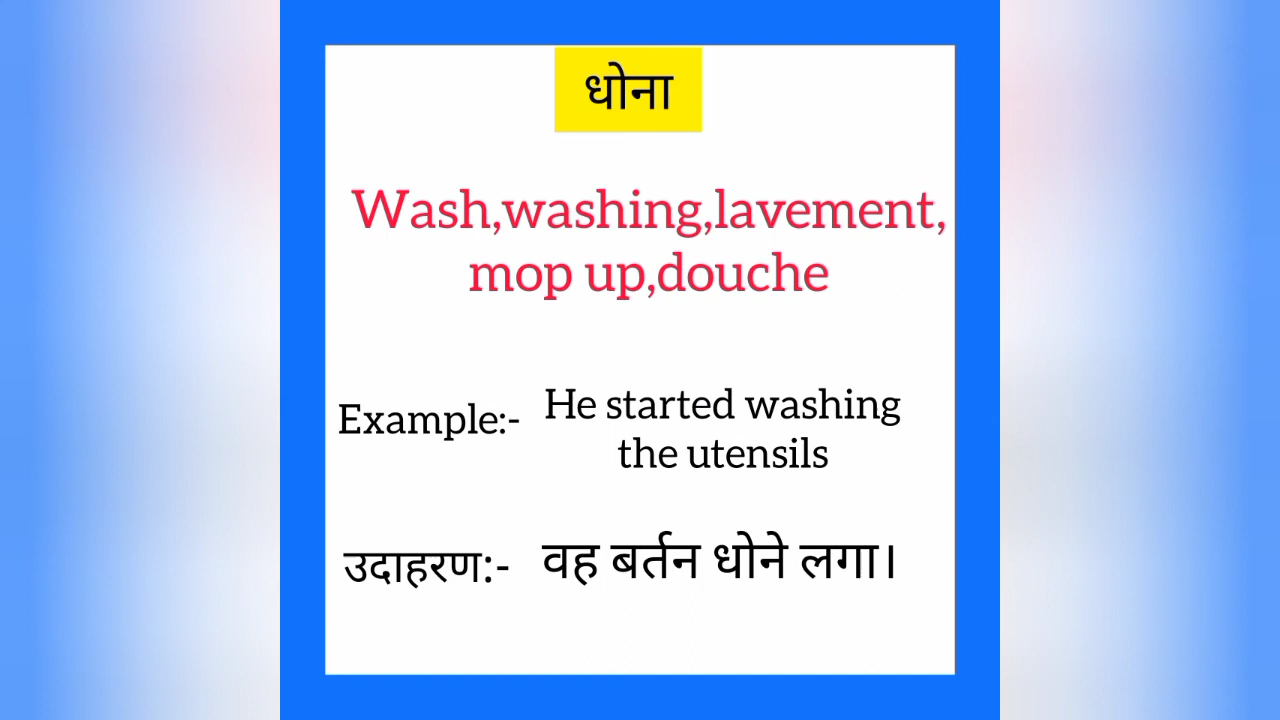 धोना
Wash,washing,lavement,
mop up,douche
Example:- He started washing
the utensils
उदाहरण:- वह बर्तन धोने लगा।